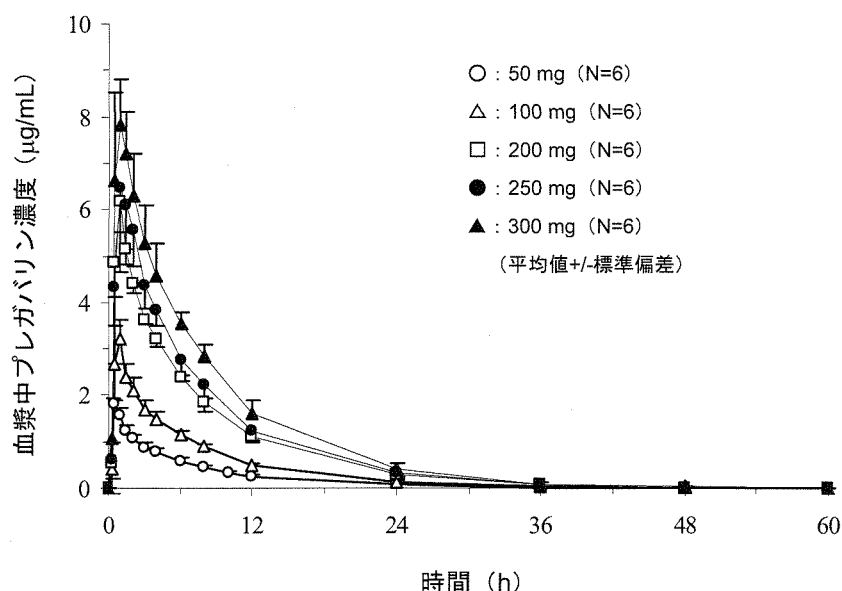 10
8
6
4
2
0
血漿中プレガバリン濃度（μg/mL）
○：50 mg（N=6）
△：100 mg（N=6）
□：200 mg（N=6）
●：250 mg（N=6）
▲：300 mg（N=6）
（平均値+/-標準偏差）
0 12 24 36 48 60
時間（h）